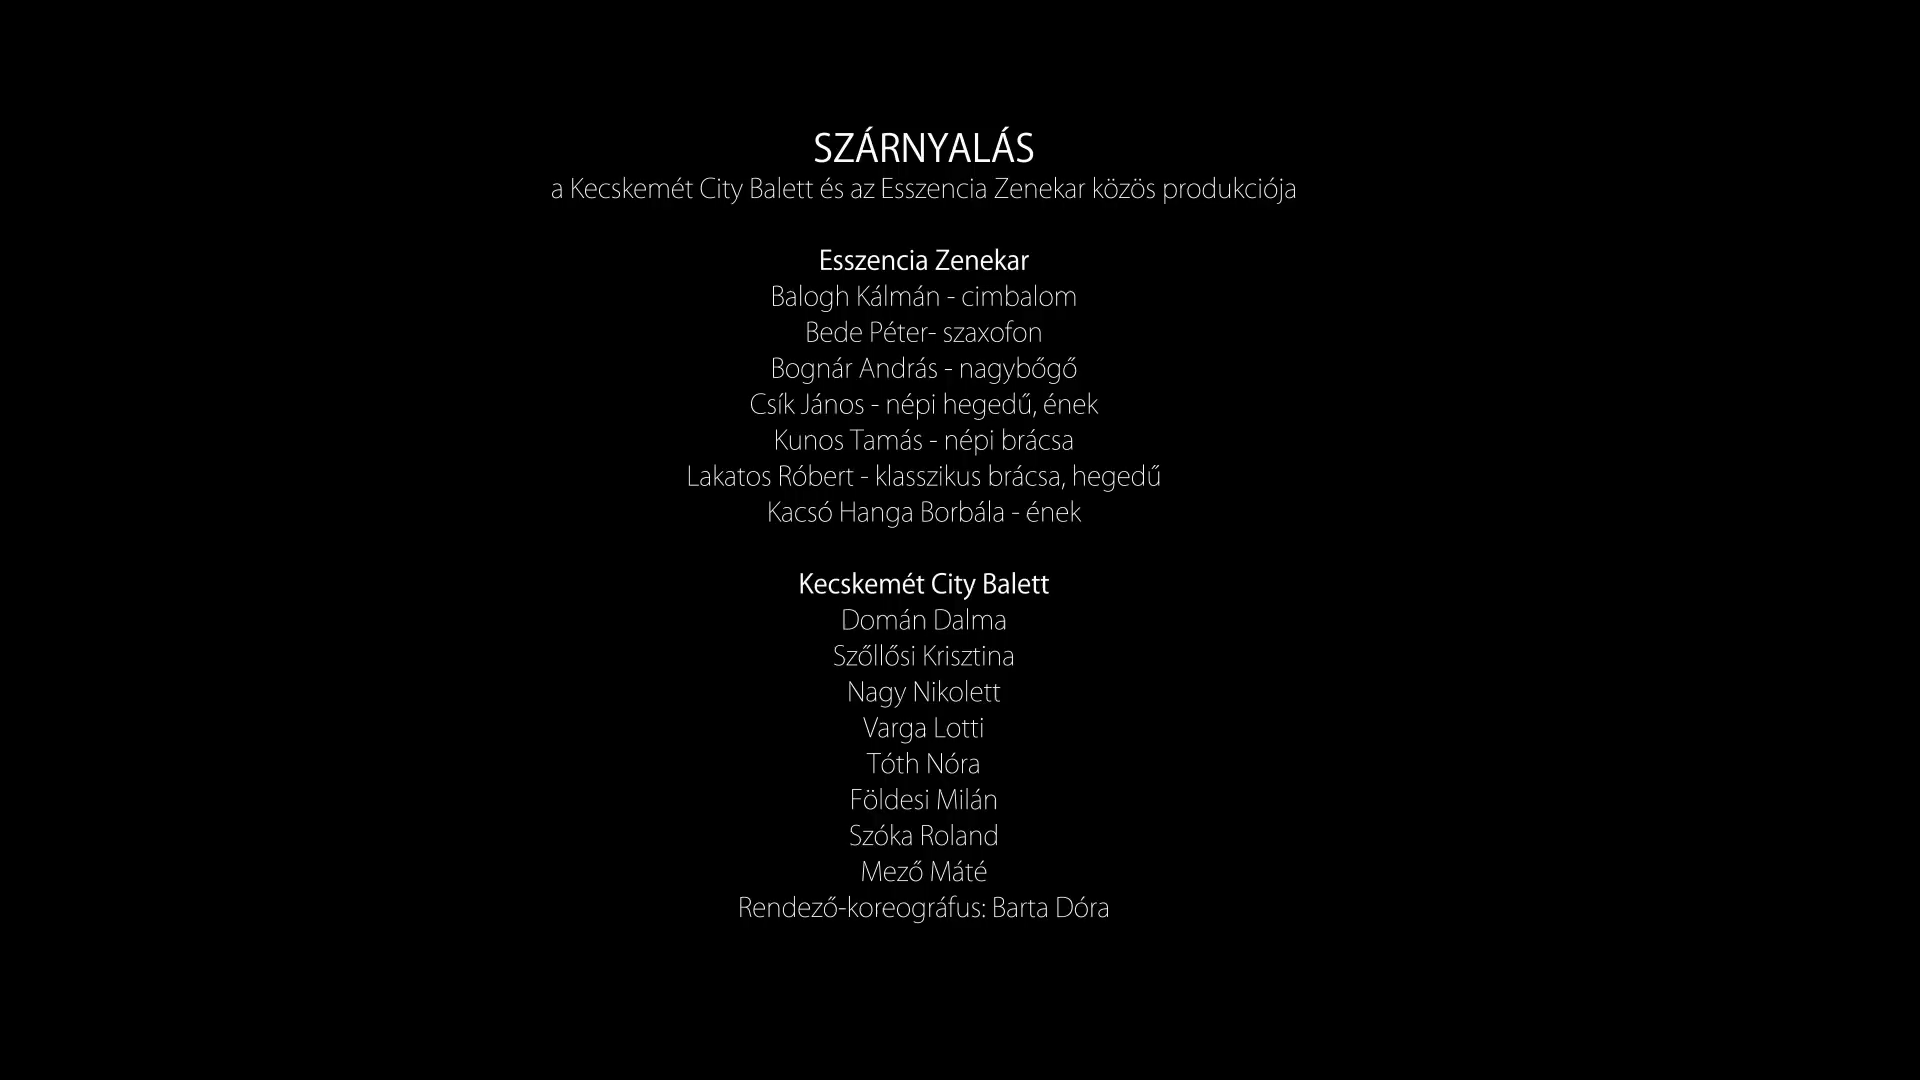 SZÁRNYALÁS
a Kecskemét City Balett és az Esszencia Zenekar közös produkciója
Esszencia Zenekar
Balogh Kálmán - cimbalom
Bede Péter- szaxofon
Bognár András - nagybőgő
Csík János - népi hegedű, ének
Kunos Tamás - népi brácsa
Lakatos Róbert - klasszikus brácsa, hegedű
Kacsó Hanga Borbála - ének
Kecskemét City Balett
Domán Dalma
Szőllősi Krisztina
Nagy Nikolett
Varga Lotti
Tóth Nóra
Földesi Milán
Szóka Roland
Mező Máté
Rendező-koreográfus: Barta Dóra